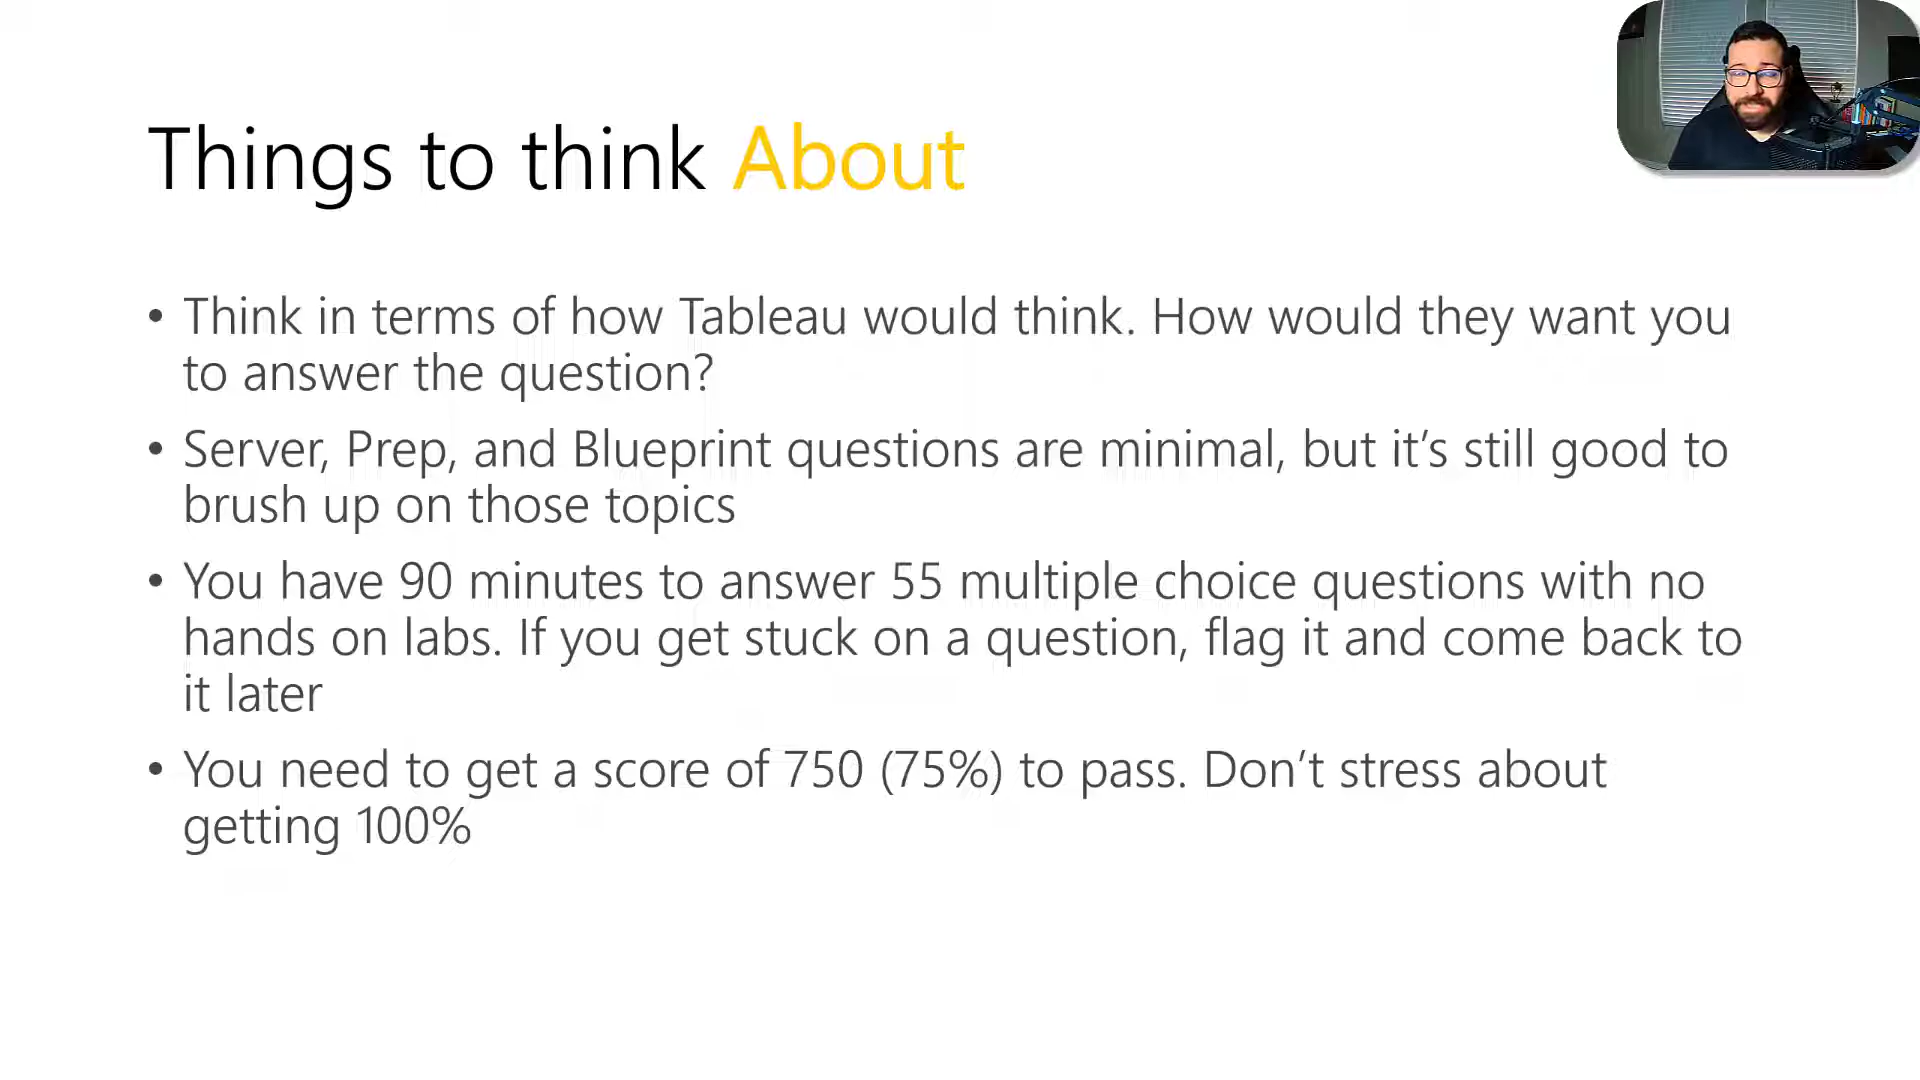 Things to think About
• Think in terms of how Tableau would think. How would they want you
to answer the question?
• Server, Prep, and Blueprint questions are minimal, but it’s still good to
brush up on those topics
• You have 90 minutes to answer 55 multiple choice questions with no
hands on labs. If you get stuck on a question, flag it and come back to
it later
• You need to get a score of 750 (75%) to pass. Don’t stress about
getting 100%